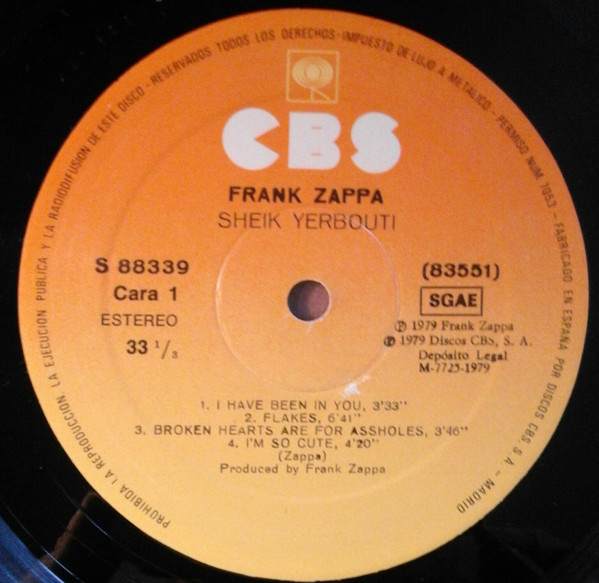 PROHIBIDA LA REPRODUCCION, LA EJECUCION PUBLICA Y LA RADIODIFUSION DE ESTE DISCO - RESERVADOS TODOS LOS DERECHOS - IMPUESTO DE LUJO A METALICO - PERMISO NUM. 7053 - FABRICADO EN ESPAÑA POR DISCOS CBS, S. A. - MADRID
CBS
FRANK ZAPPA
SHEIK YERBOUTI
S 88339
Cara 1
ESTEREO
33 1/3
(83551)
SGAE
Ⓟ 1979 Frank Zappa
℗ 1979 Discos CBS, S. A.
Depósito Legal
M-7725-1979
1. I HAVE BEEN IN YOU, 3'33"
2. FLAKES, 6'41"
3. BROKEN HEARTS ARE FOR ASSHOLES, 3'46"
4. I'M SO CUTE, 4'20"
(Zappa)
Produced by Frank Zappa